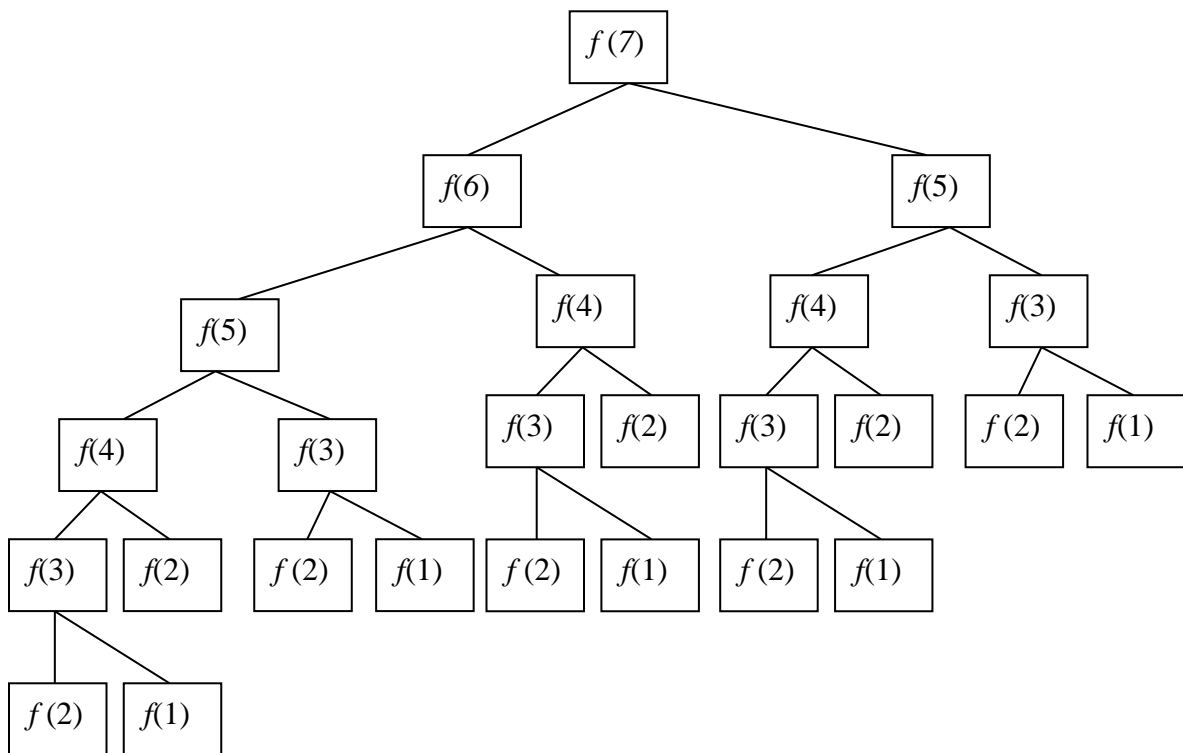 f (7)
f(6) f(5)
f(5) f(4) f(4) f(3)
f(4) f(3) f(3) f(2) f(3) f(2) f (2) f(1)
f(3) f(2) f (2) f(1) f (2) f(1) f (2) f(1)
f (2) f(1)